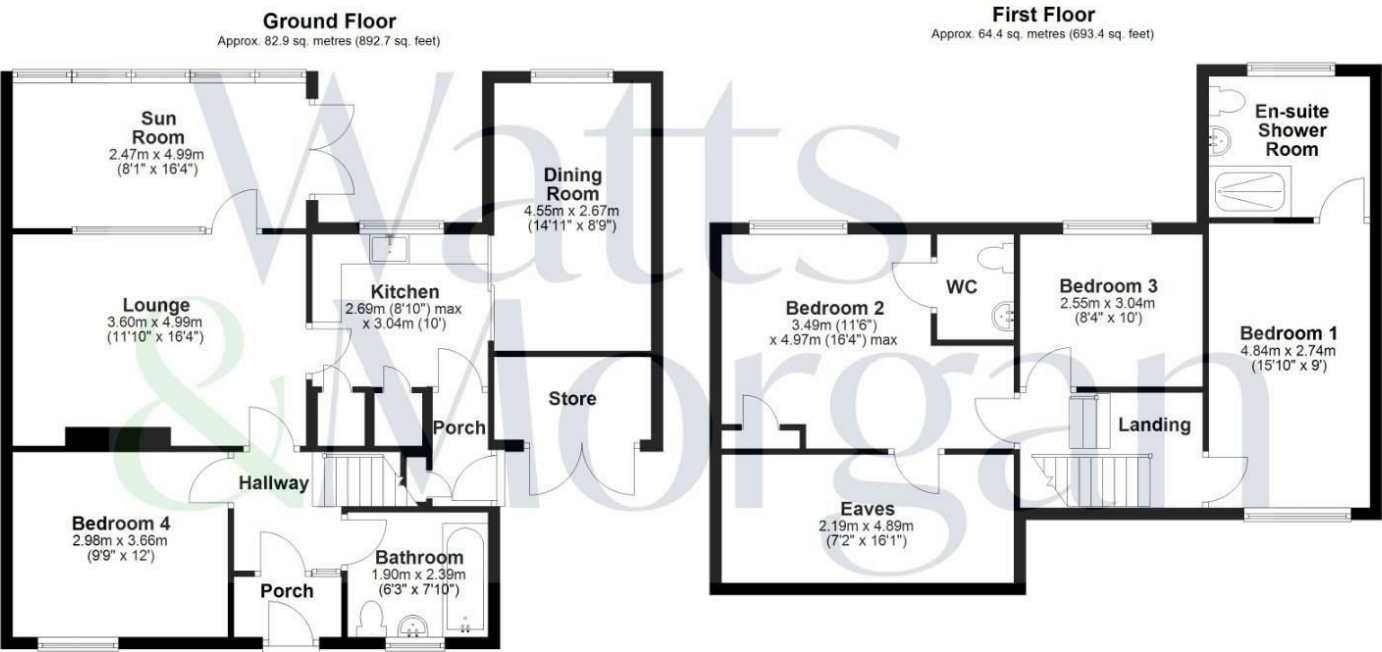 Ground Floor
Approx. 82.9 sq. metres (892.7 sq. feet)
Sun
Room
2.47m x 4.99m
(8'1" x 16'4")
Dining
Room
4.55m x 2.67m
(14'11" x 8'9")
Lounge
3.60m x 4.99m
(11'10" x 16'4")
Kitchen
2.69m (8'10") max
x 3.04m (10')
Store
Porch
Hallway
Bedroom 4
2.98m x 3.66m
(9'9" x 12')
Bathroom
1.90m x 2.39m
(6'3" x 7'10")
Porch
First Floor
Approx. 64.4 sq. metres (693.4 sq. feet)
En-suite
Shower
Room
Bedroom 2
3.49m (11'6")
x 4.97m (16'4") max
WC
Bedroom 3
2.55m x 3.04m
(8'4" x 10')
Bedroom 1
4.84m x 2.74m
(15'10" x 9')
Landing
Eaves
2.19m x 4.89m
(7'2" x 16'1")
Watts
&Morgan